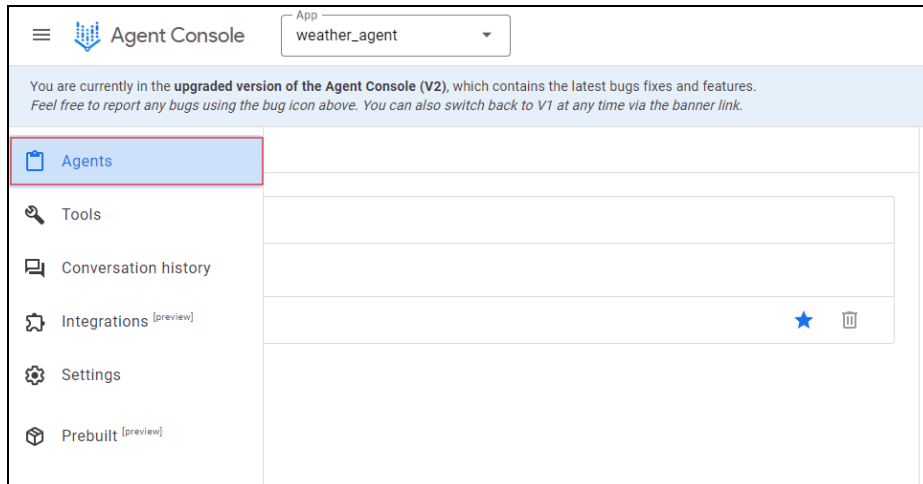 Agent Console
App
weather_agent
You are currently in the upgraded version of the Agent Console (V2), which contains the latest bugs fixes and features.
Feel free to report any bugs using the bug icon above. You can also switch back to V1 at any time via the banner link.
Agents
Tools
Conversation history
Integrations [preview]
Settings
Prebuilt [preview]